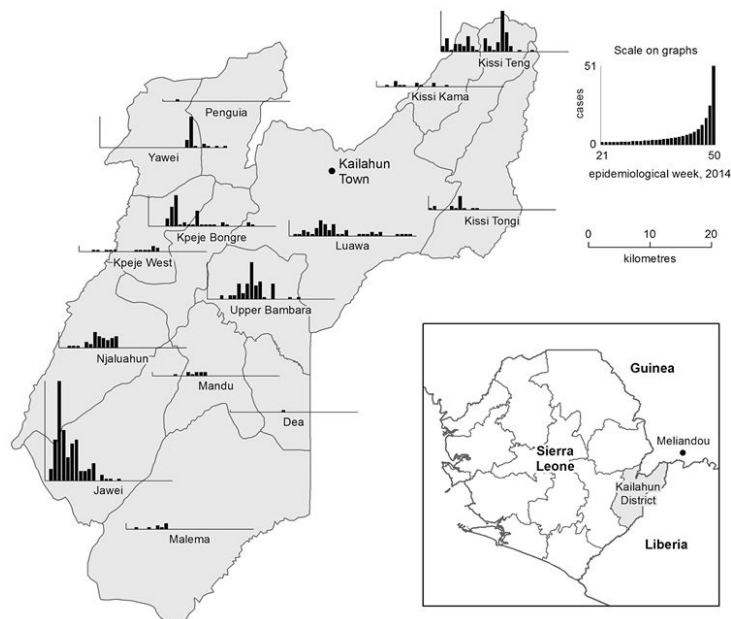 Kissi Teng
Scale on graphs
51
cases
0
21
50
epidemiological week, 2014
Kissi Kama
Penguia
Yawei
Kailahun
Town
Kissi Tongi
Kpeje Bongre
Luawa
0
10
20
kilometres
Kpeje West
Upper Bambara
Njaluahun
Mandu
Dea
Jawei
Malema
Guinea
Meliandou
Sierra
Leone
Kailahun
District
Liberia